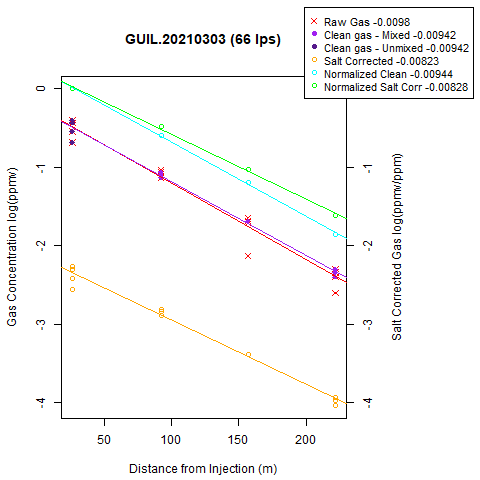 GUIL.20210303 (66 lps)
Raw Gas -0.0098
Clean gas - Mixed -0.00942
Clean gas - Unmixed -0.00942
Salt Corrected -0.00823
Normalized Clean -0.00944
Normalized Salt Corr -0.00828
Gas Concentration log(ppmv)
0
-1
-2
-3
-4
50
100
150
200
Distance from Injection (m)
0
-1
-2
-3
-4
Salt Corrected Gas log(ppmv/ppm)